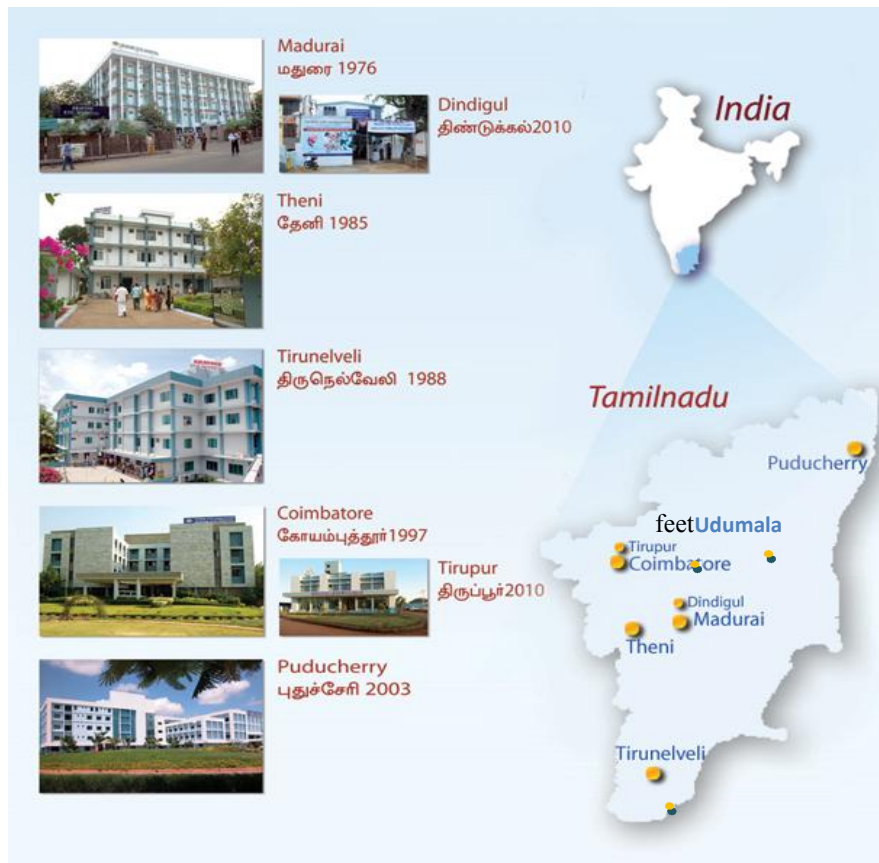 Madurai
மதுரை 1976
Dindigul
திண்டுக்கல்2010
Theni
தேனி 1985
Tirunelveli
திருநெல்வேலி 1988
Coimbatore
கோயம்புத்தூர்1997
Tirupur
திருப்பூர்2010
Puducherry
புதுச்சேரி 2003
India
Tamilnadu
Puducherry
feetUdumala
Tirupur
Coimbatore
Dindigul
Madurai
Theni
Tirunelveli